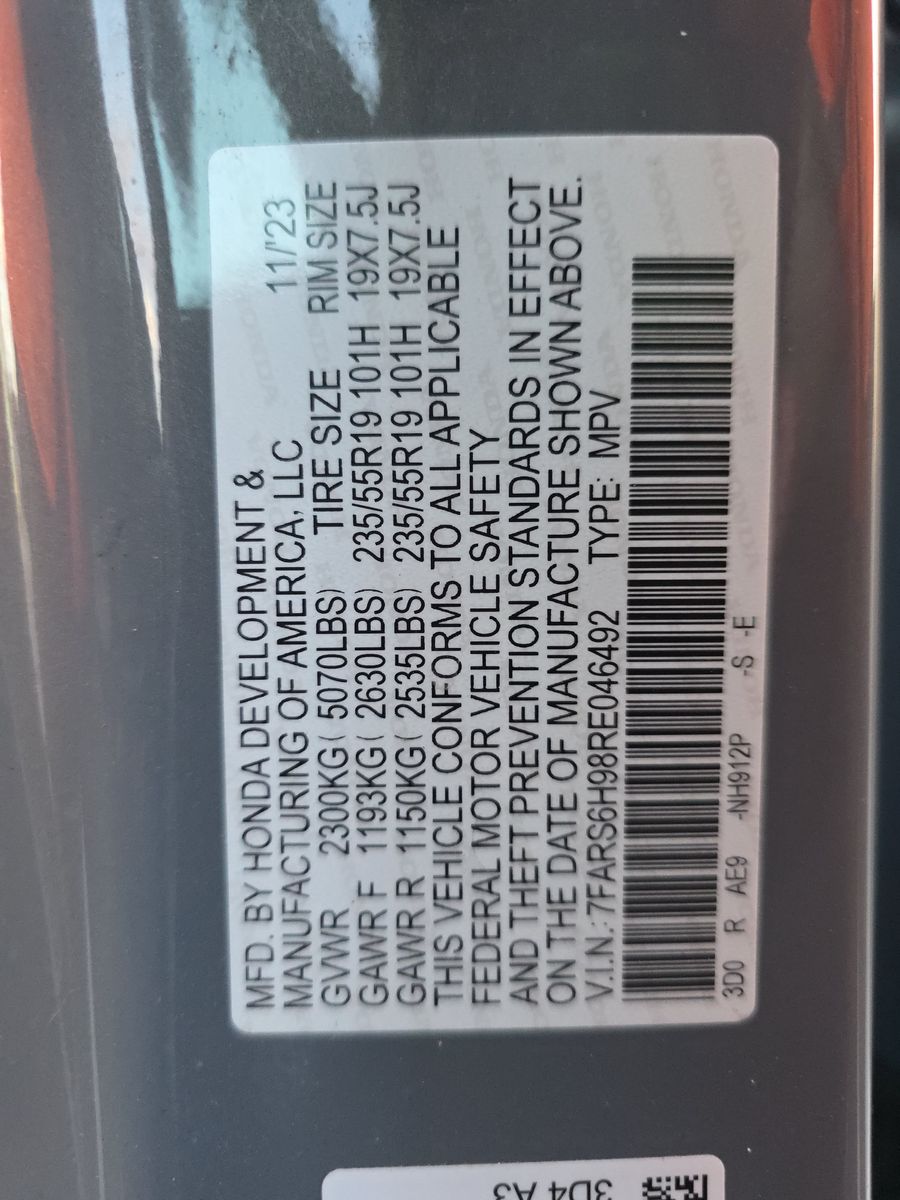 MFD. BY HONDA DEVELOPMENT &
MANUFACTURING OF AMERICA, LLC 11/'23
GVWR 2300KG( 5070LBS) TIRE SIZE RIM SIZE
GAWR F 1193KG( 2630LBS) 235/55R19 101H 19X7.5J
GAWR R 1150KG( 2535LBS) 235/55R19 101H 19X7.5J
THIS VEHICLE CONFORMS TO ALL APPLICABLE
FEDERAL MOTOR VEHICLE SAFETY
AND THEFT PREVENTION STANDARDS IN EFFECT
ON THE DATE OF MANUFACTURE SHOWN ABOVE.
V.I.N.: 7FARS6H98RE046492 TYPE: MPV
3D0 R AE9 -NH912P -S -E
3D4 A3